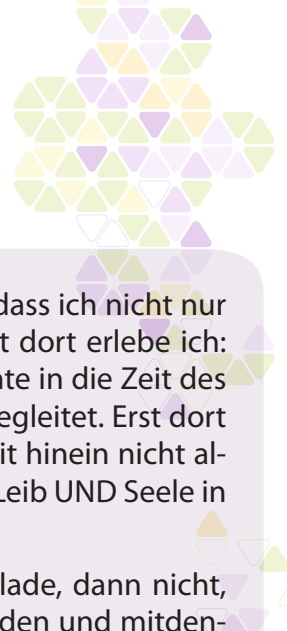 dass ich nicht nur
t dort erlebe ich:
nte in die Zeit des
egleitet. Erst dort
it hinein nicht al-
Leib UND Seele in
lade, dann nicht,
den und mitden-